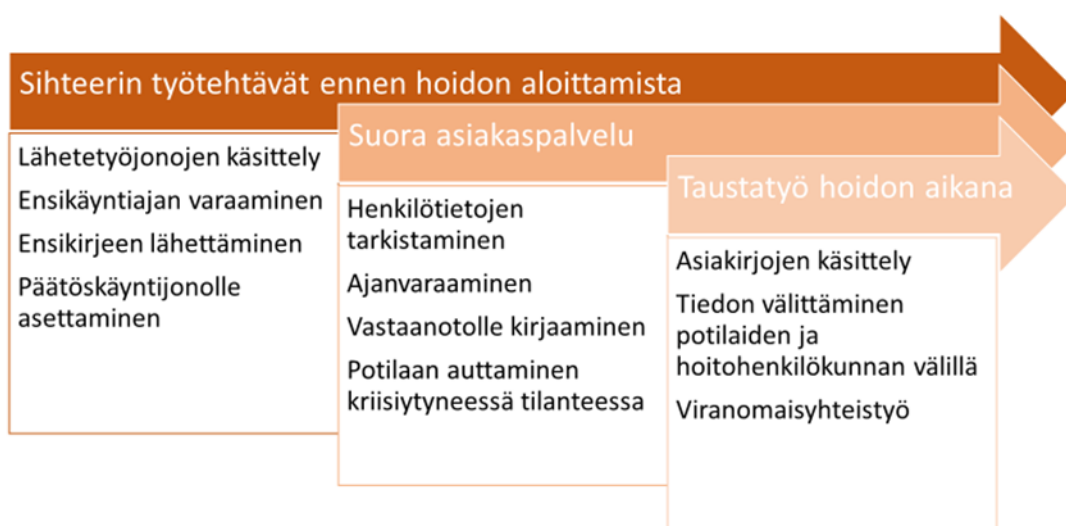 Sihteerin työtehtävät ennen hoidon aloittamista
Lähetetyöjonojen käsittely
Ensikäyntiajan varaaminen
Ensikirjeen lähettäminen
Päätöskäyntijonolle
asettaminen
Suora asiakaspalvelu
Henkilötietojen
tarkistaminen
Ajanvaraaminen
Vastaanotolle kirjaaminen
Potilaan auttaminen
kriisiytyneessä tilanteessa
Taustatyö hoidon aikana
Asiakirjojen käsittely
Tiedon välittäminen
potilaiden ja
hoitohenkilökunnan välillä
Viranomaisyhteistyö